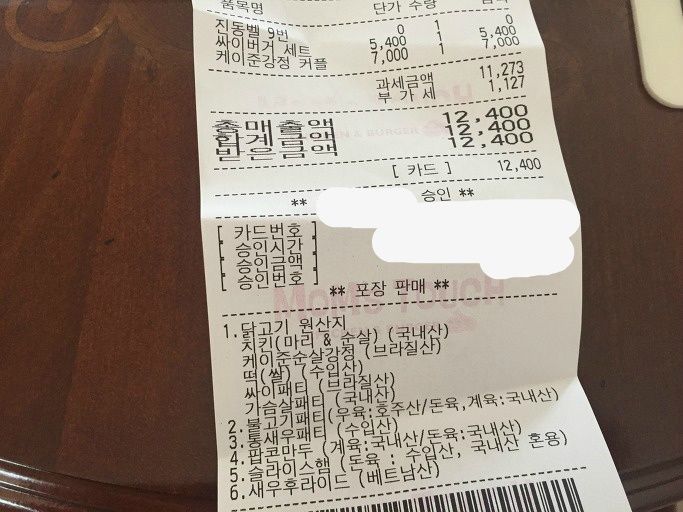 품목명 단가 수량 금액
진동벨 9번 0 1 0
싸이버거 세트 5,400 1 5,400
케이준강정 커플 7,000 1 7,000
과세금액 11,273
부 가 세 1,127
총매출액 12,400
합계금액 12,400
받은금액 12,400
[ 카드 ] 12,400
** 승인 **
[ 카드번호 ]
[ 승인시간 ]
[ 승인금액 ]
[ 승인번호 ]
** 포장 판매 **
MOM'S TOUCH
1.닭고기 원산지
치킨(마리 & 순살) (국내산)
케이준순살강정 (브라질산)
떡(쌀) (수입산)
싸이패티 (브라질산)
가슴살패티 (국내산)
2.불고기패티(우육:호주산/돈육,계육:국내산)
3.통새우패티 (수입산)
4.팝콘만두 (계육:국내산/돈육:국내산)
5.슬라이스햄 (돈육 : 수입산, 국내산 혼용)
6.새우후라이드 (베트남산)